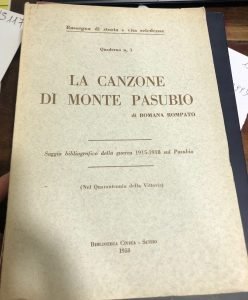 Rassegna di storia e vita scledense
Quaderno n. 5
LA CANZONE
DI MONTE PASUBIO
di ROMANA ROMPATO
Saggio bibliografico della guerra 1915-1918 sul Pasubio
(Nel Quarantennio della Vittoria)
BIBLIOTECA CIVICA - SCHIO
1958